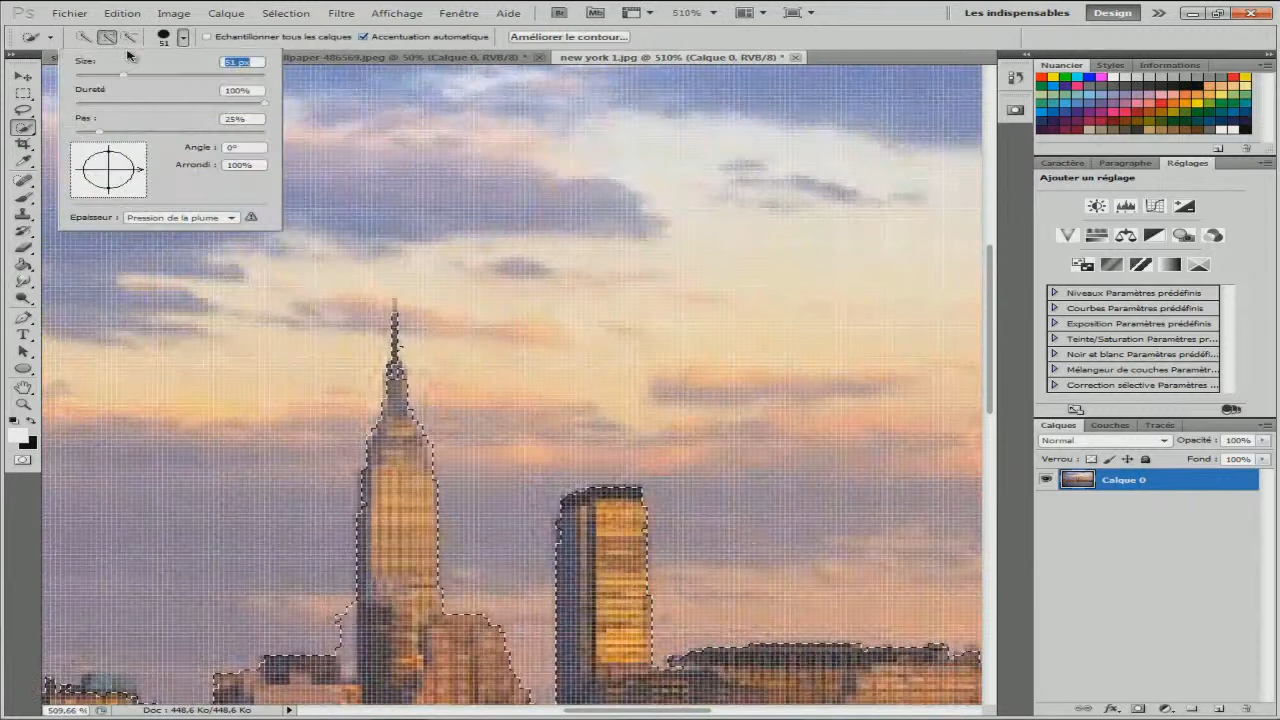 Ps Fichier Edition Image Calque Sélection Filtre Affichage Fenêtre Aide Br Mb 510% Les indispensables Design
51 Echantillonner tous les calques Accentuation automatique Améliorer le contour...
llpaper-486569.jpeg @ 50% (Calque 0, RVB/8) * new york 1.jpg @ 510% (Calque 0, RVB/8) *
Size: 51 px
Dureté 100%
Pas : 25%
Angle : 0°
Arrondi : 100%
Epaisseur : Pression de la plume
Nuancier Styles Informations
Caractère Paragraphe Réglages
Ajouter un réglage
Niveaux Paramètres prédéfinis
Courbes Paramètres prédéfinis
Exposition Paramètres prédéfinis
Teinte/Saturation Paramètres pr...
Noir et blanc Paramètres prédéfi...
Mélangeur de couches Paramètr...
Correction sélective Paramètres ...
Calques Couches Tracés
Normal Opacité : 100%
Verrou : Fond : 100%
Calque 0
509,66 % Doc : 448,6 Ko/448,6 Ko